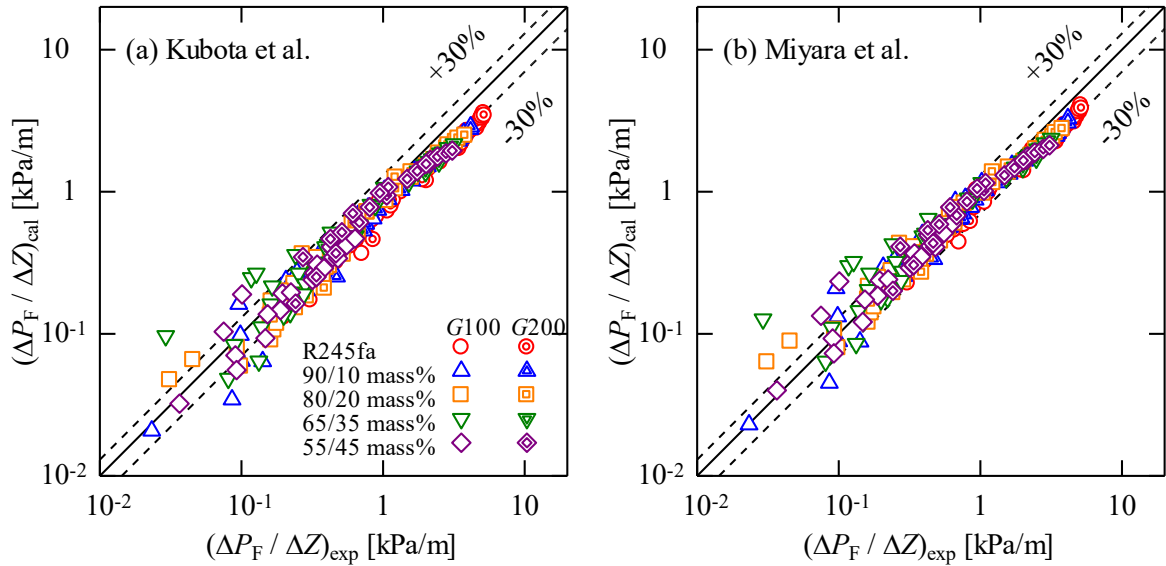 (a) Kubota et al.
+30%
-30%
10
1
10-1
10-2
(ΔPF / ΔZ)cal [kPa/m]
G100 G200
R245fa
90/10 mass%
80/20 mass%
65/35 mass%
55/45 mass%
10-2 10-1 1 10
(ΔPF / ΔZ)exp [kPa/m]
(b) Miyara et al.
+30%
-30%
10
1
10-1
10-2
(ΔPF / ΔZ)cal [kPa/m]
10-2 10-1 1 10
(ΔPF / ΔZ)exp [kPa/m]